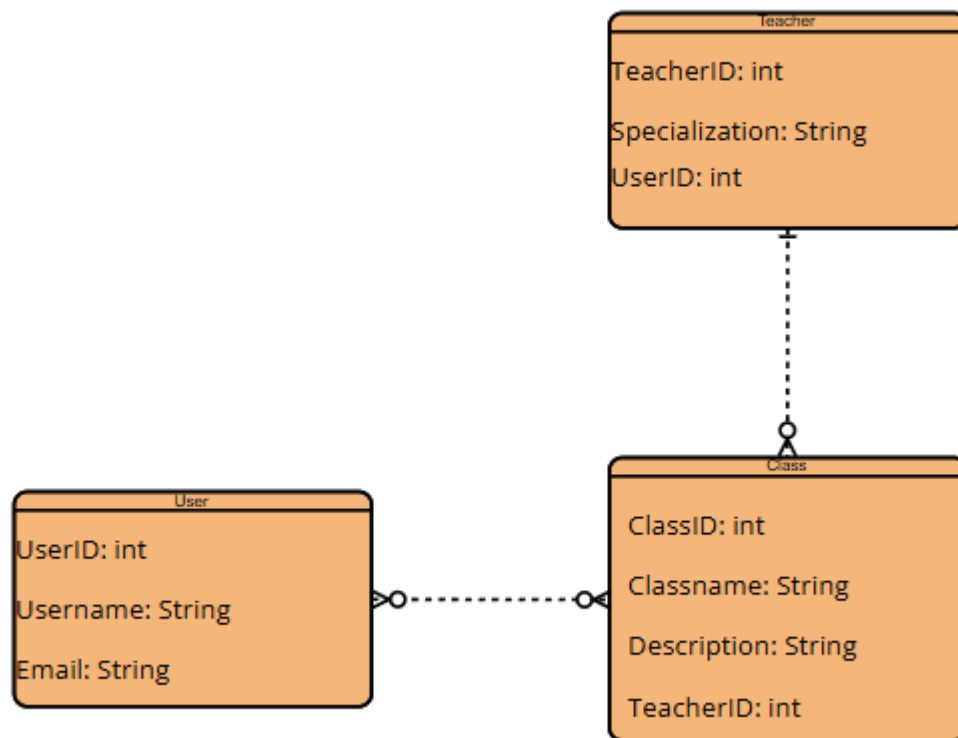 Teacher
TeacherID: int
Specialization: String
UserID: int
Class
ClassID: int
Classname: String
Description: String
TeacherID: int
User
UserID: int
Username: String
Email: String